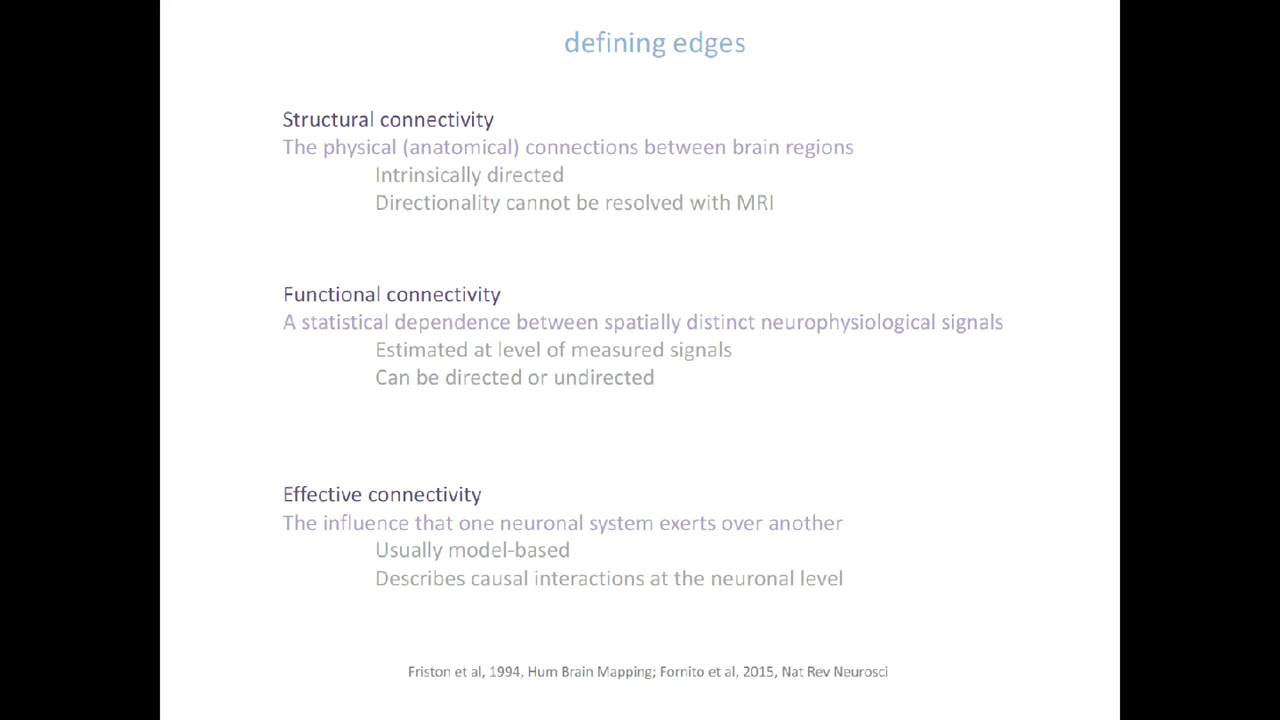 defining edges
Structural connectivity
The physical (anatomical) connections between brain regions
Intrinsically directed
Directionality cannot be resolved with MRI
Functional connectivity
A statistical dependence between spatially distinct neurophysiological signals
Estimated at level of measured signals
Can be directed or undirected
Effective connectivity
The influence that one neuronal system exerts over another
Usually model-based
Describes causal interactions at the neuronal level
Friston et al, 1994, Hum Brain Mapping; Fornito et al, 2015, Nat Rev Neurosci